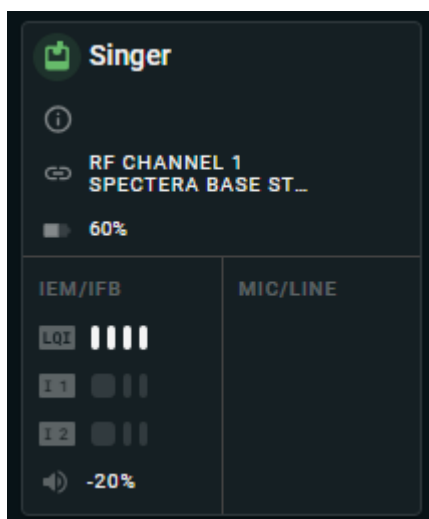 Singer
RF CHANNEL 1
SPECTERA BASE ST…
60%
IEM/IFB
MIC/LINE
LQI
I 1
I 2
-20%